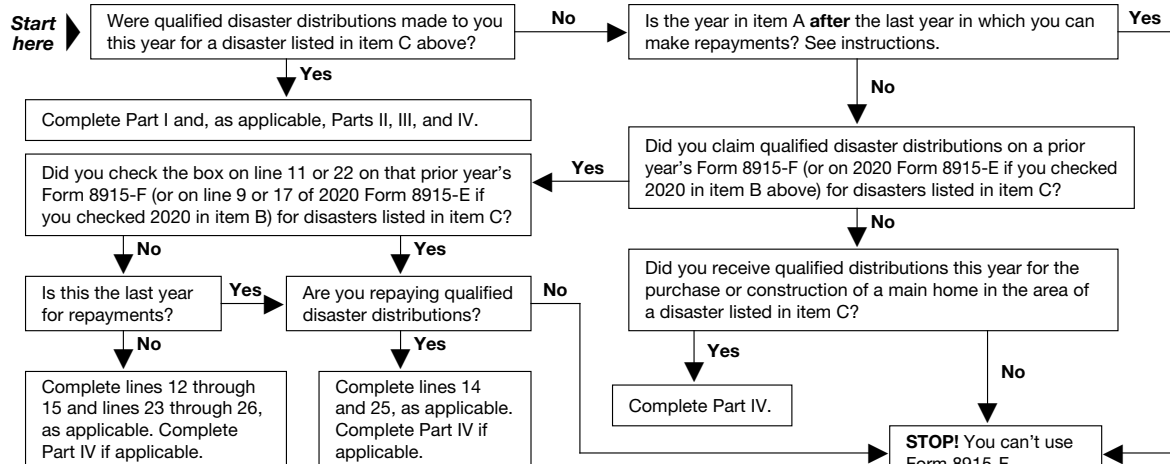 Start
here
Were qualified disaster distributions made to you
this year for a disaster listed in item C above?
No
Is the year in item A after the last year in which you can
make repayments? See instructions.
Yes
Yes
No
Complete Part I and, as applicable, Parts II, III, and IV.
Did you claim qualified disaster distributions on a prior
year's Form 8915-F (or on 2020 Form 8915-E if you checked
2020 in item B above) for disasters listed in item C?
Yes
Did you check the box on line 11 or 22 on that prior year's
Form 8915-F (or on line 9 or 17 of 2020 Form 8915-E if
you checked 2020 in item B) for disasters listed in item C?
No
No
Yes
Did you receive qualified distributions this year for the
purchase or construction of a main home in the area of
a disaster listed in item C?
Is this the last year
for repayments?
Yes
Are you repaying qualified
disaster distributions?
No
No
Yes
Yes
No
Complete lines 12 through
15 and lines 23 through 26,
as applicable. Complete
Part IV if applicable.
Complete lines 14
and 25, as applicable.
Complete Part IV if
applicable.
Complete Part IV.
STOP! You can't use
Form 8915-F.